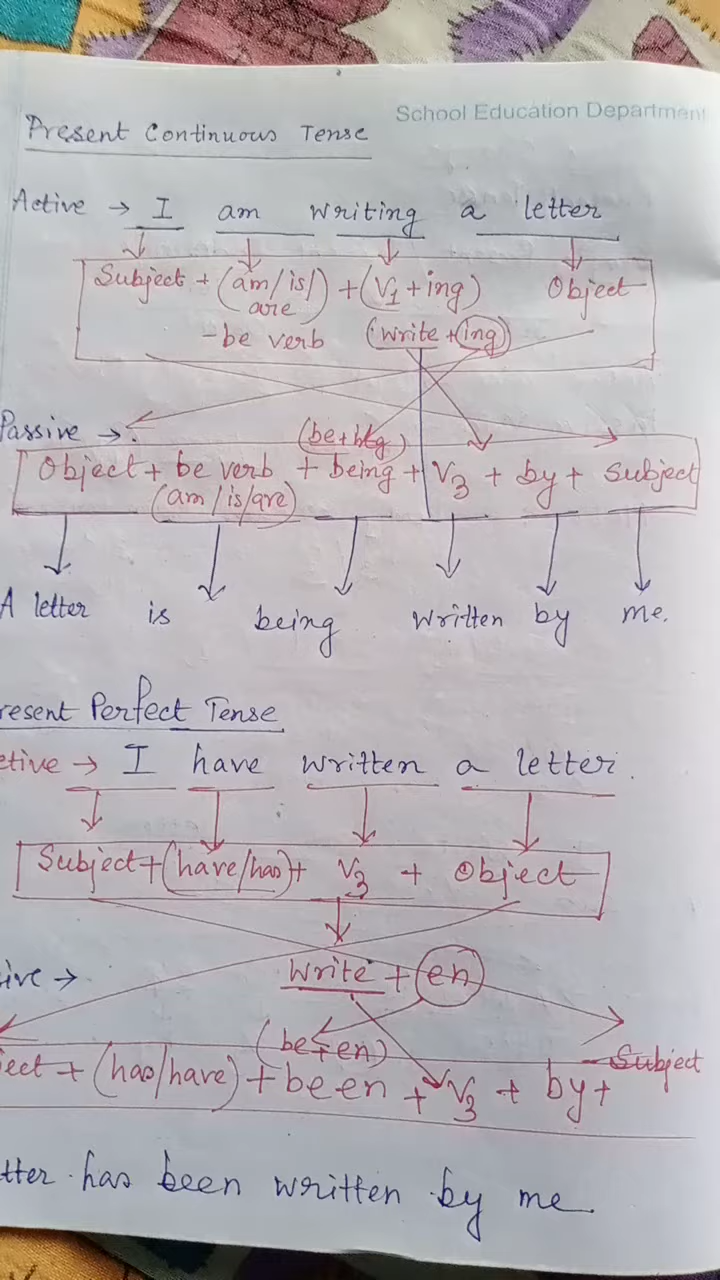 School Education Department
Present Continuous Tense
Active → I am writing a letter
Subject + (am/is/are) + (V1 + ing) Object
- be verb (write + ing)
Passive →
(be+ing)
Object + be verb + being + V3 + by + Subject
(am/is/are)
A letter is being written by me.
resent Perfect Tense
ctive → I have written a letter.
Subject + (have/has) + V3 + Object
ive → write + en
(be+en)
ject + (has/have) + been + V3 + by + Subject
tter has been written by me.